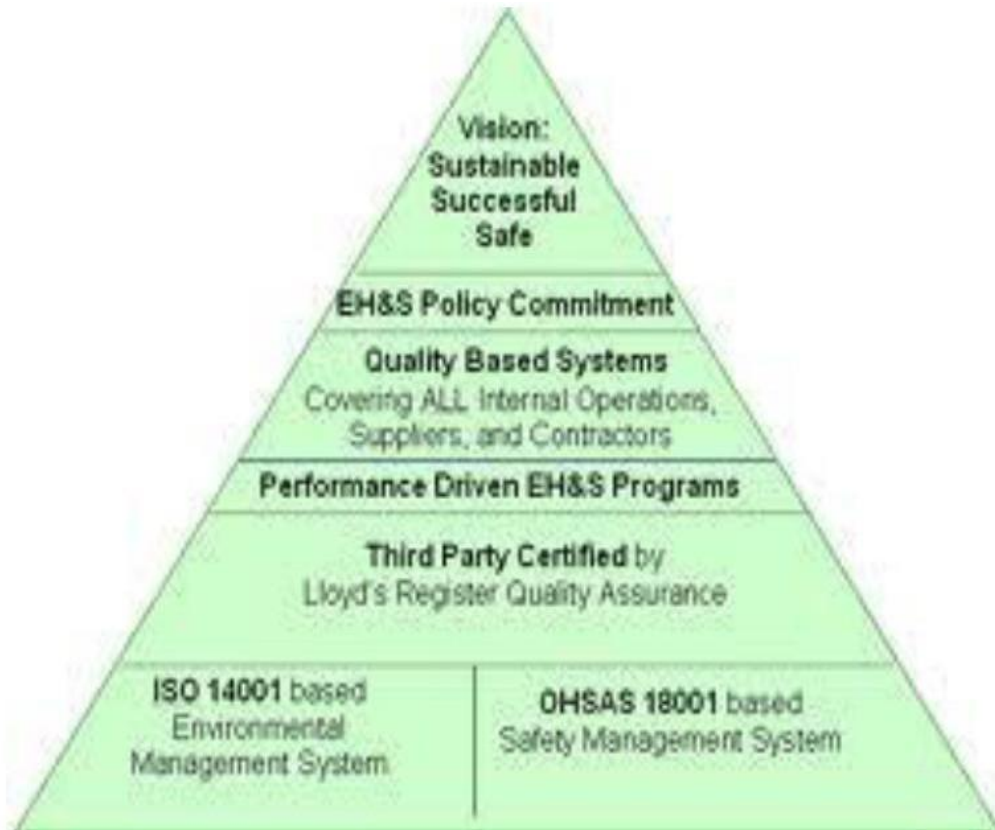 Vision:
Sustainable
Successful
Safe
EH&S Policy Commitment
Quality Based Systems
Covering ALL Internal Operations,
Suppliers, and Contractors
Performance Driven EH&S Programs
Third Party Certified by
Lloyd's Register Quality Assurance
ISO 14001 based
Environmental
Management System
OHSAS 18001 based
Safety Management System